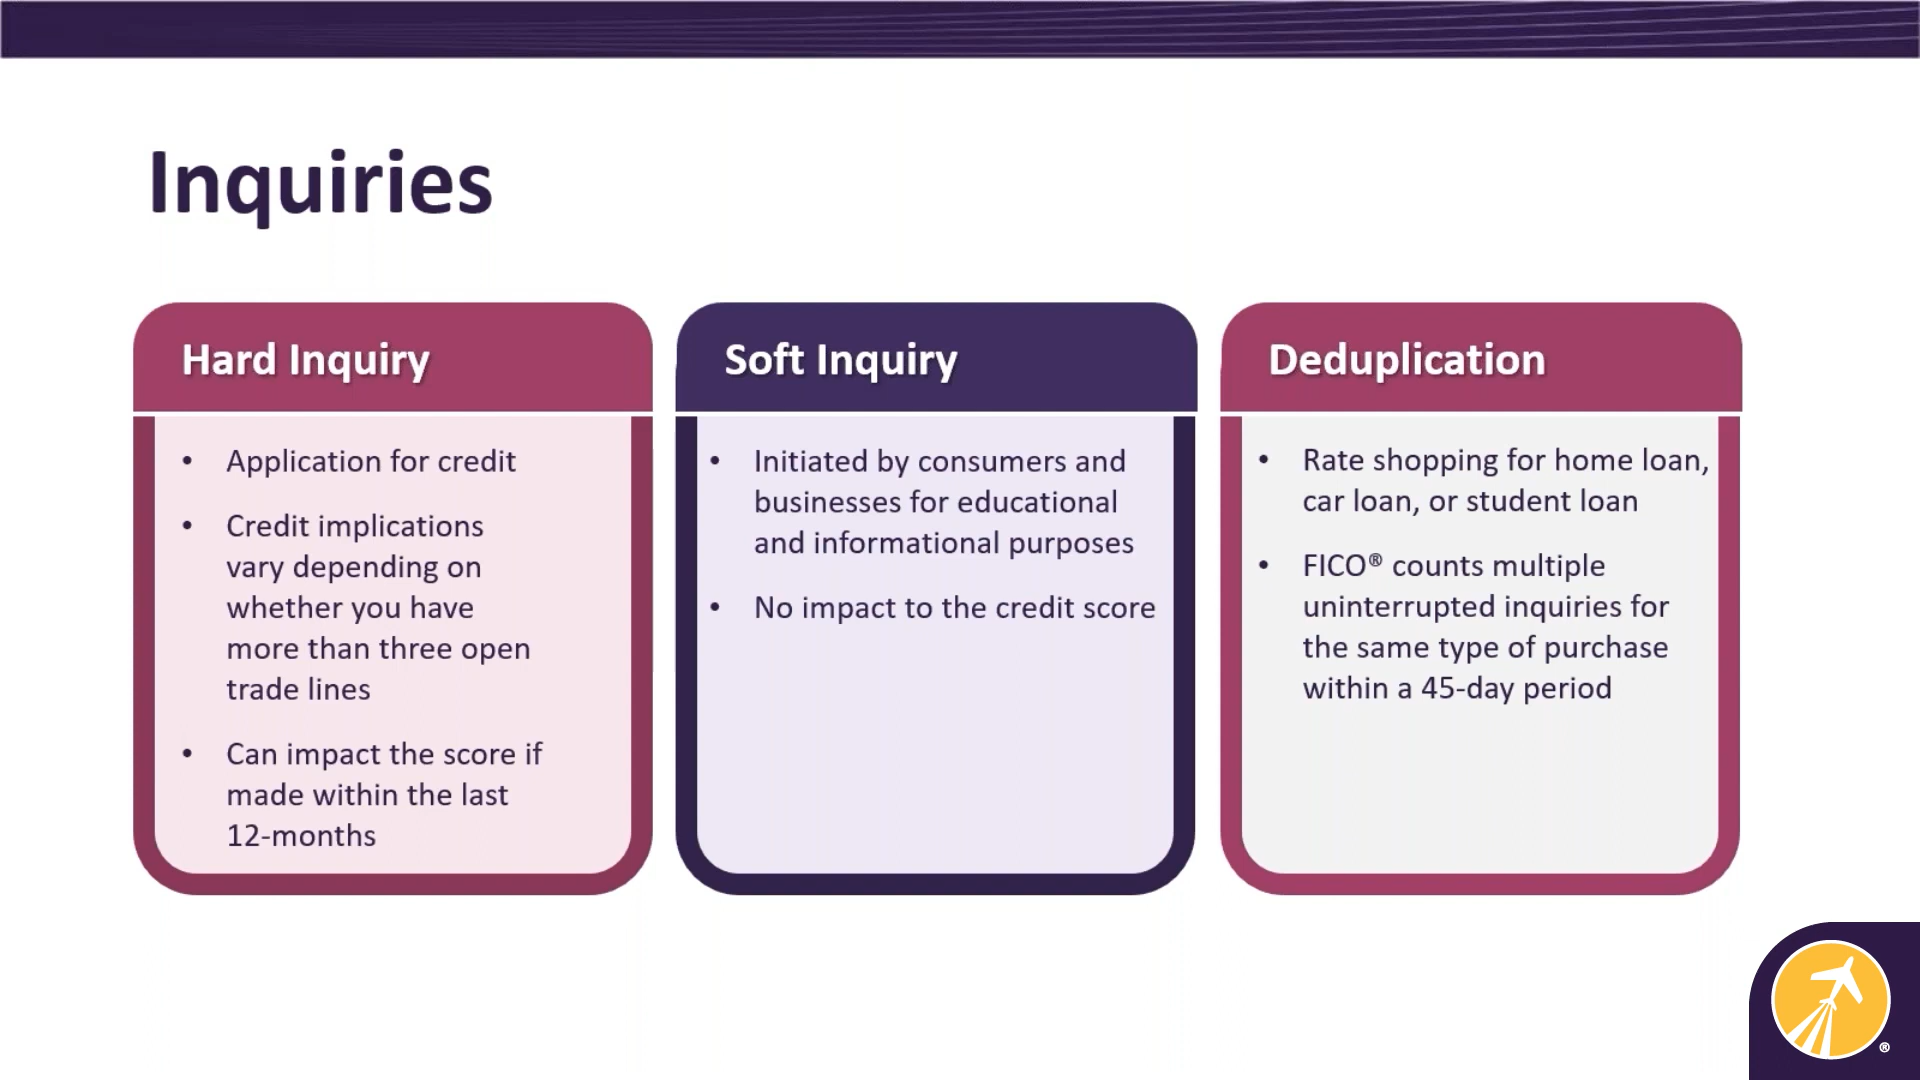 Inquiries
Hard Inquiry
• Application for credit
• Credit implications
vary depending on
whether you have
more than three open
trade lines
• Can impact the score if
made within the last
12-months
Soft Inquiry
• Initiated by consumers and
businesses for educational
and informational purposes
• No impact to the credit score
Deduplication
• Rate shopping for home loan,
car loan, or student loan
• FICO® counts multiple
uninterrupted inquiries for
the same type of purchase
within a 45-day period
®